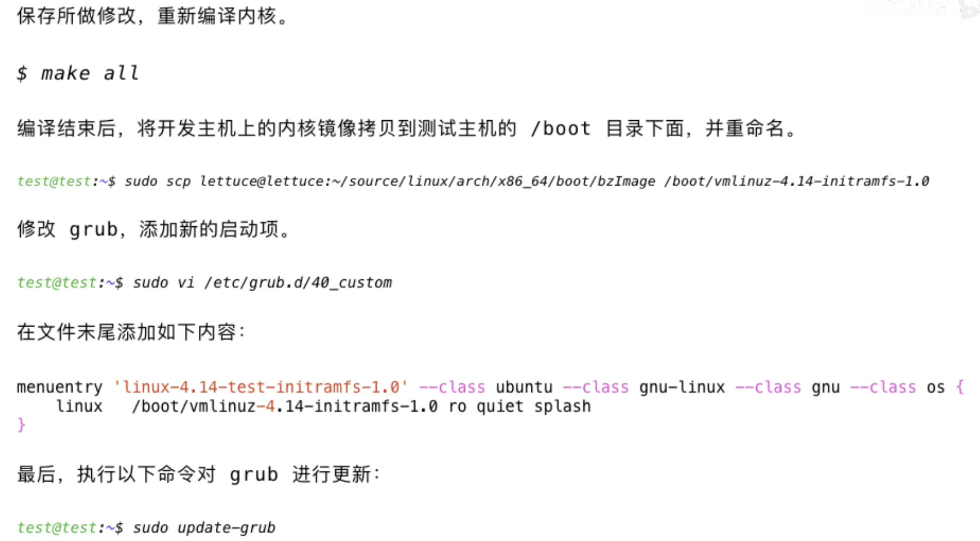 保存所做修改，重新编译内核。
$ make all
编译结束后，将开发主机上的内核镜像拷贝到测试主机的 /boot 目录下面，并重命名。
test@test:~$ sudo scp lettuce@lettuce:~/source/linux/arch/x86_64/boot/bzImage /boot/vmlinuz-4.14-initramfs-1.0
修改 grub，添加新的启动项。
test@test:~$ sudo vi /etc/grub.d/40_custom
在文件末尾添加如下内容：
menuentry 'linux-4.14-test-initramfs-1.0' --class ubuntu --class gnu-linux --class gnu --class os {
    linux   /boot/vmlinuz-4.14-initramfs-1.0 ro quiet splash
}
最后，执行以下命令对 grub 进行更新：
test@test:~$ sudo update-grub